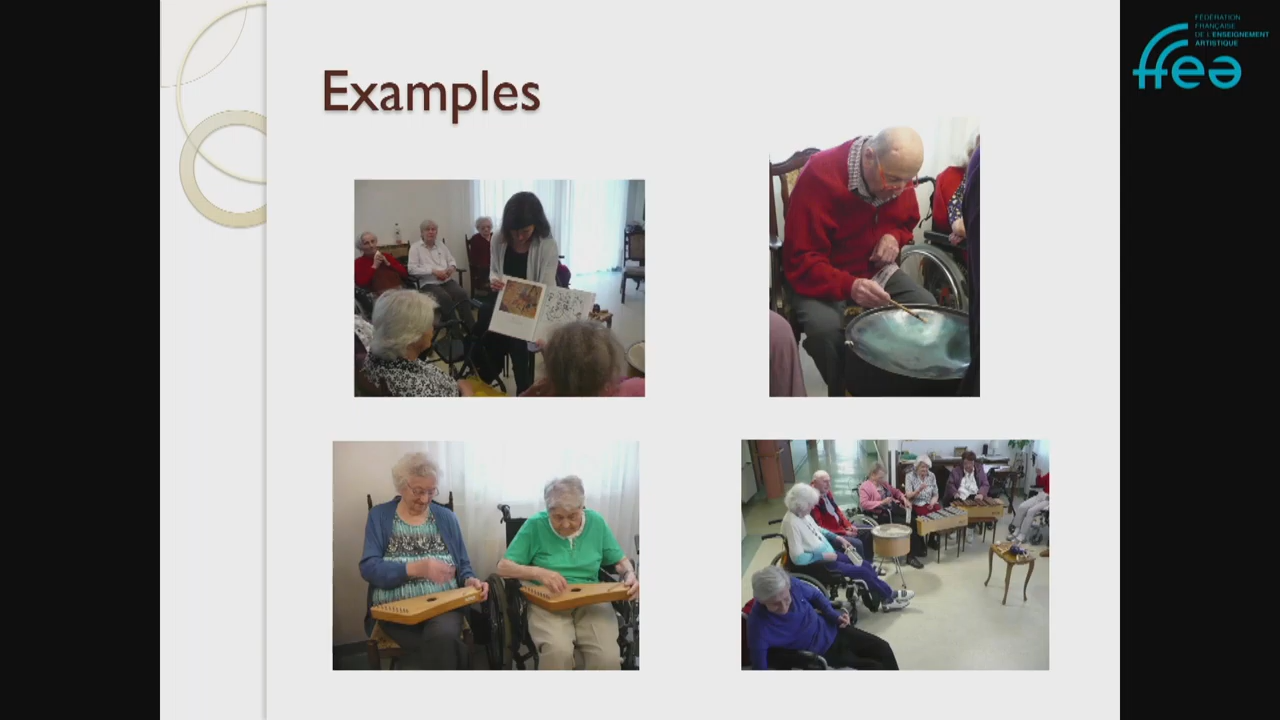 Examples
FÉDÉRATION
FRANÇAISE
DE L'ENSEIGNEMENT
ARTISTIQUE
ffea